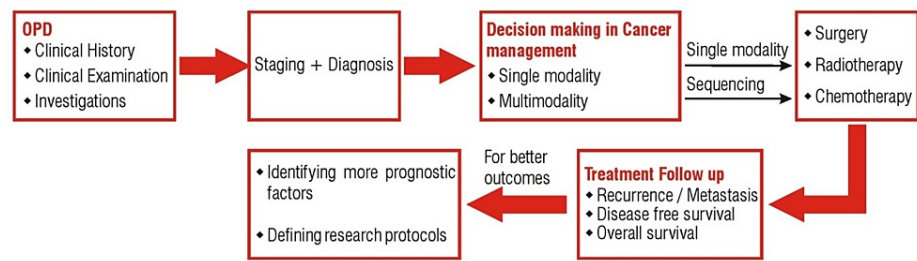 OPD
◆ Clinical History
◆ Clinical Examination
◆ Investigations
Staging + Diagnosis
Decision making in Cancer
management
◆ Single modality
◆ Multimodality
Single modality
Sequencing
◆ Surgery
◆ Radiotherapy
◆ Chemotherapy
Treatment Follow up
◆ Recurrence / Metastasis
◆ Disease free survival
◆ Overall survival
For better
outcomes
◆ Identifying more prognostic
factors
◆ Defining research protocols